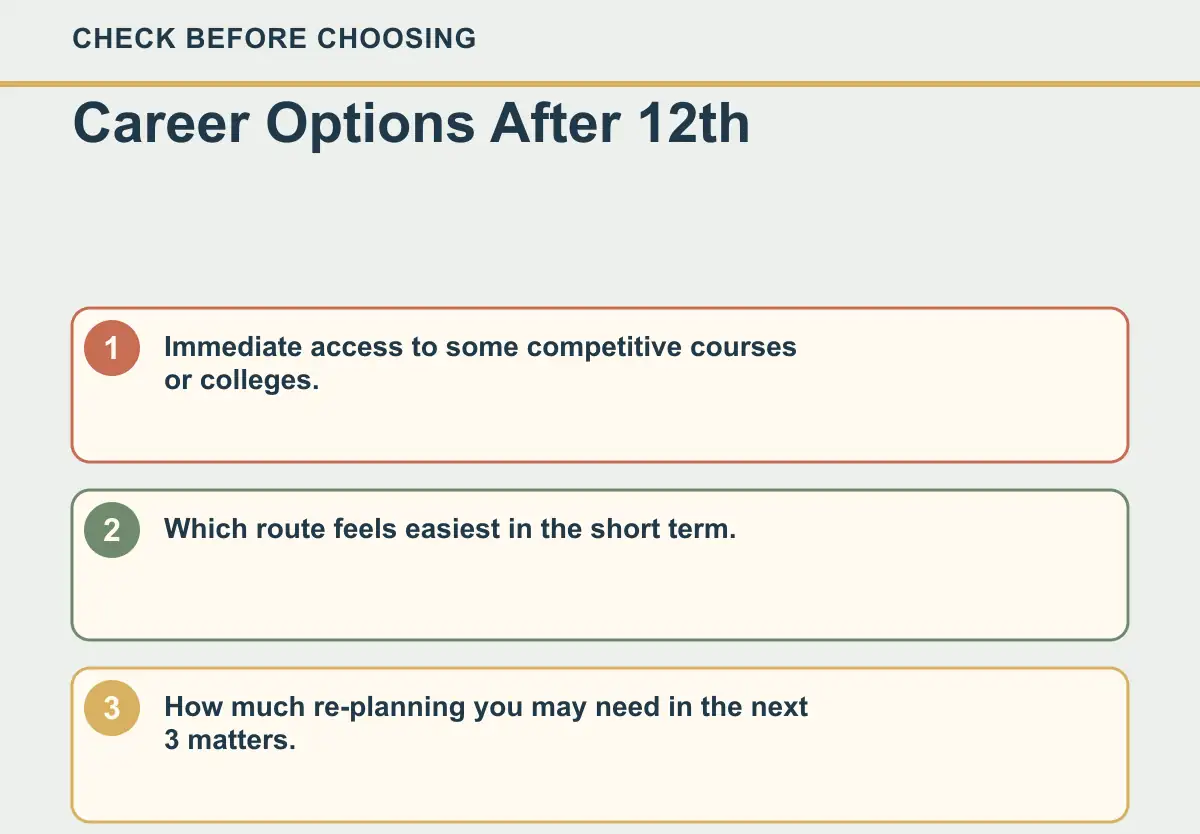 CHECK BEFORE CHOOSING
Career Options After 12th
1
Immediate access to some competitive courses
or colleges.
2
Which route feels easiest in the short term.
3
How much re-planning you may need in the next
3 matters.